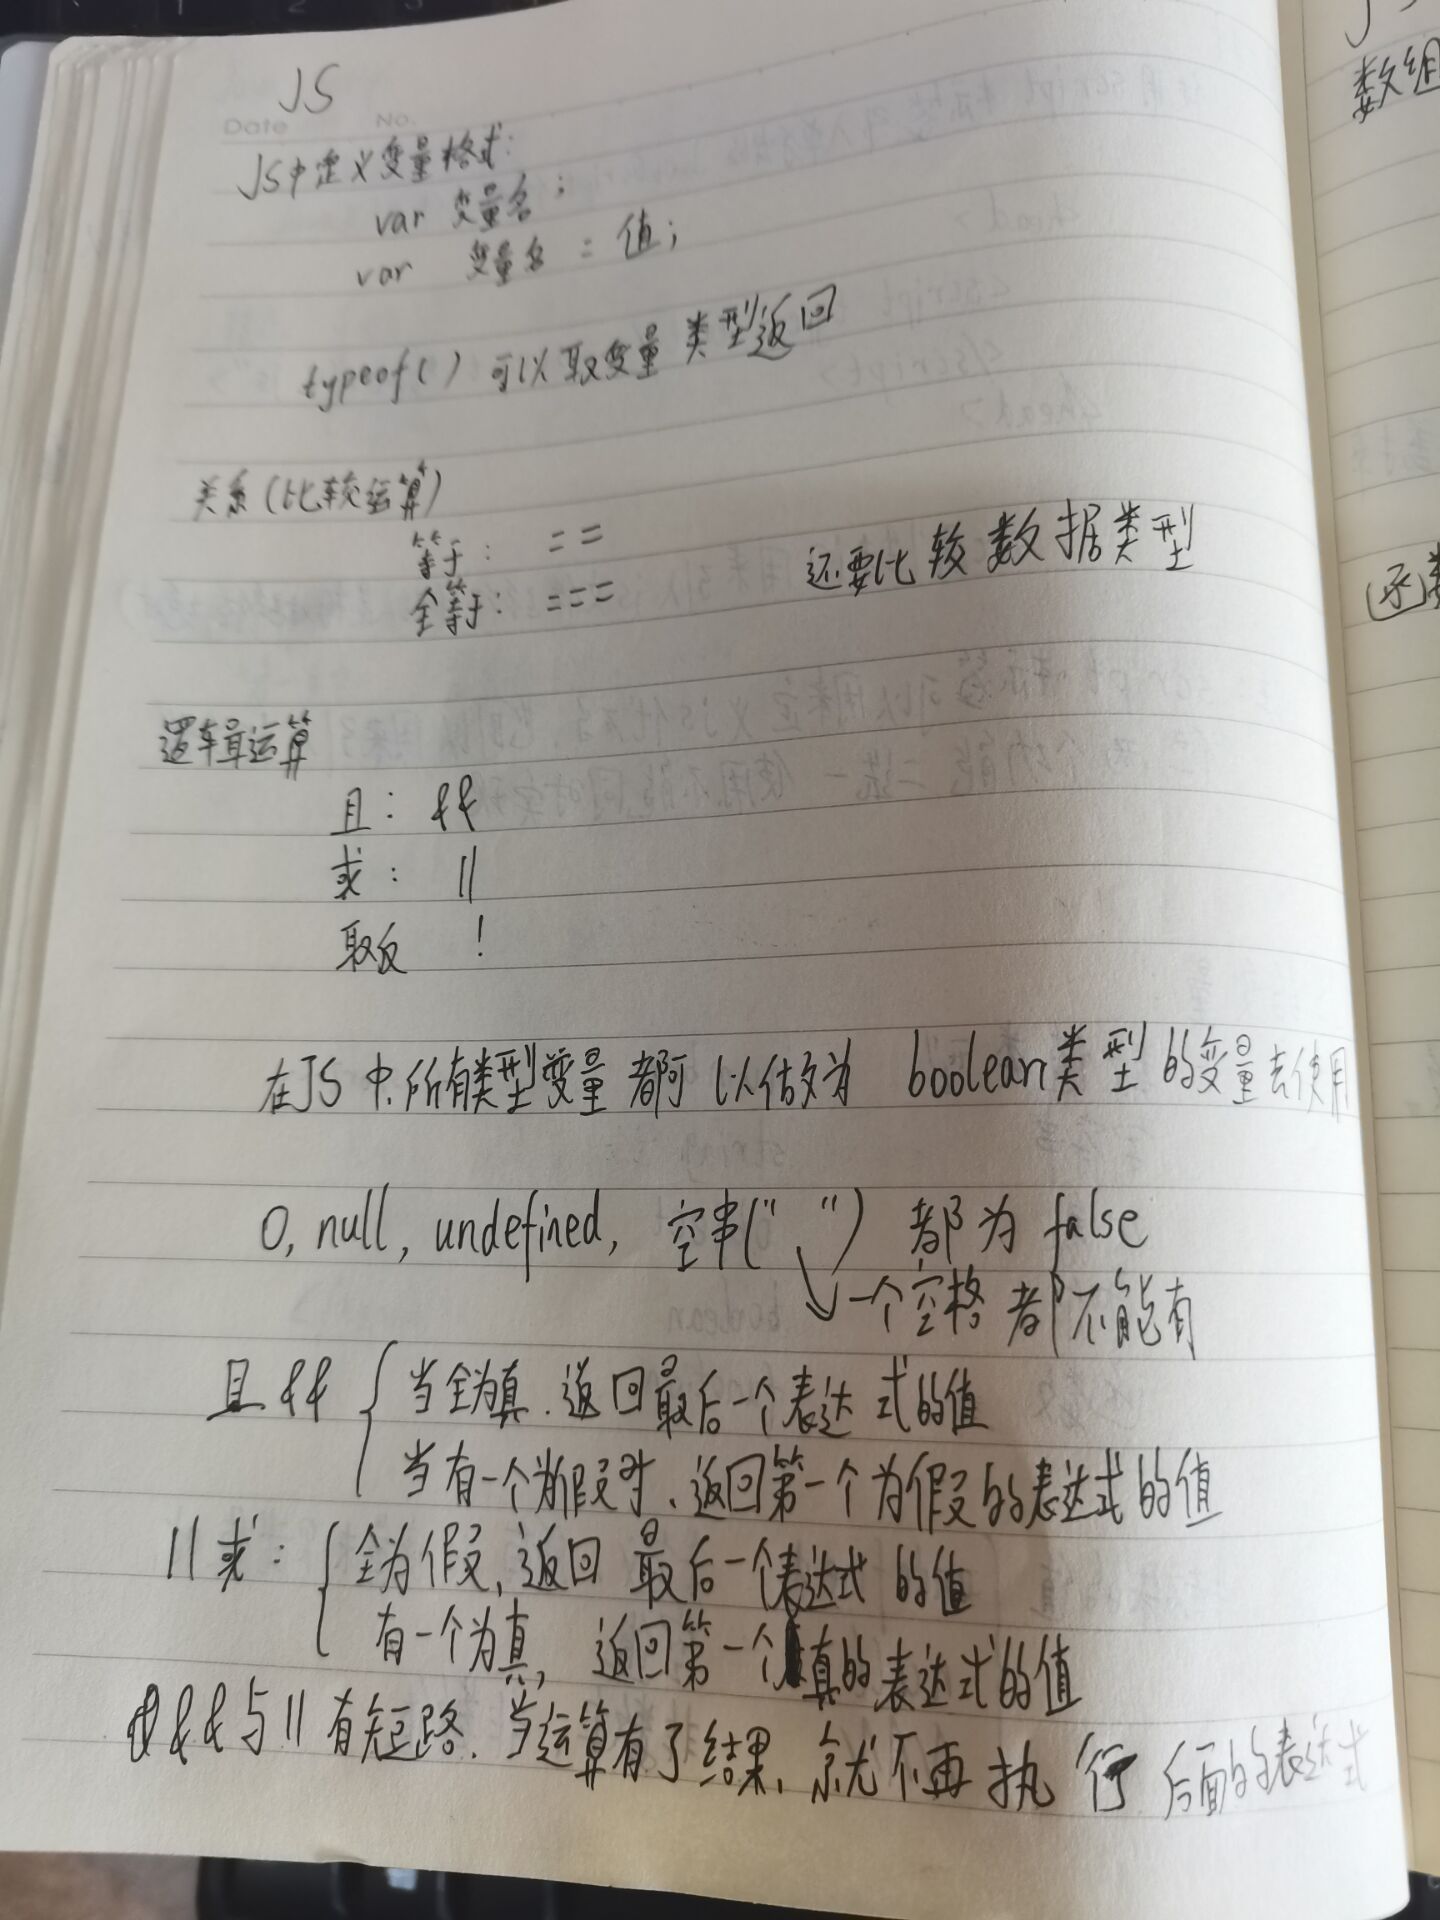 JS
Date No.
JS中定义变量格式:
var 变量名;
var 变量名 = 值;
typeof() 可以取变量类型返回
关系(比较运算)
等于: ==
全等于: === 还要比较数据类型
逻辑运算
且: &&
或: ||
取反 !
在JS中,所有类型变量都可以做为 boolean类型的变量去使用
0, null, undefined, 空串(" ") 都为 false
一个空格都不能有
且&& 当全为真,返回最后一个表达式的值
当有一个为假时,返回第一个为假的表达式的值
||或: 全为假,返回最后一个表达式的值
有一个为真,返回第一个真的表达式的值
&&与||有短路,当运算有了结果,就不再执行后面的表达式
数组
函数